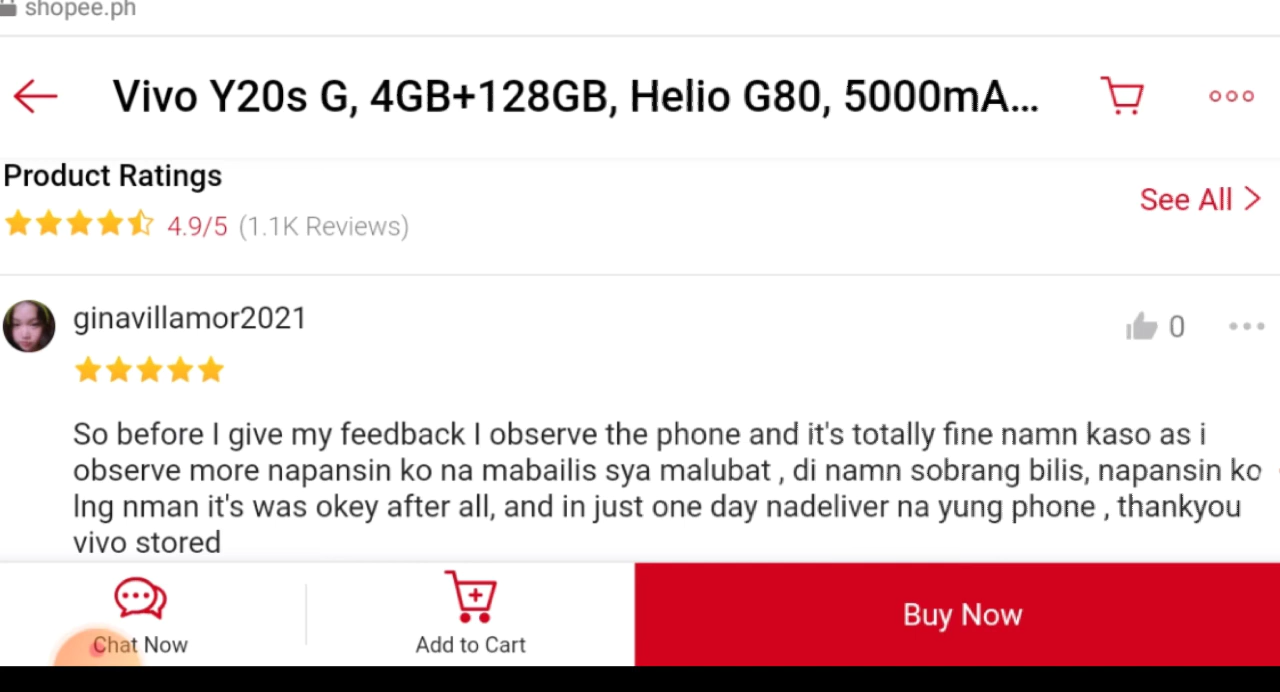 shopee.ph
Vivo Y20s G, 4GB+128GB, Helio G80, 5000mA...
Product Ratings
See All
4.9/5 (1.1K Reviews)
ginavillamor2021
0
So before I give my feedback I observe the phone and it's totally fine namn kaso as i
observe more napansin ko na mabailis sya malubat , di namn sobrang bilis, napansin ko
lng nman it's was okey after all, and in just one day nadeliver na yung phone , thankyou
vivo stored
Chat Now
Add to Cart
Buy Now